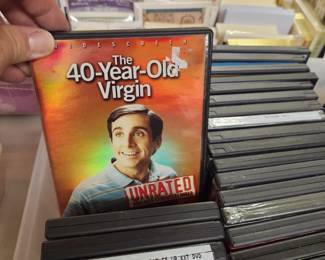 WIDESCREEN
The
40-Year-Old
Virgin
UNRATED